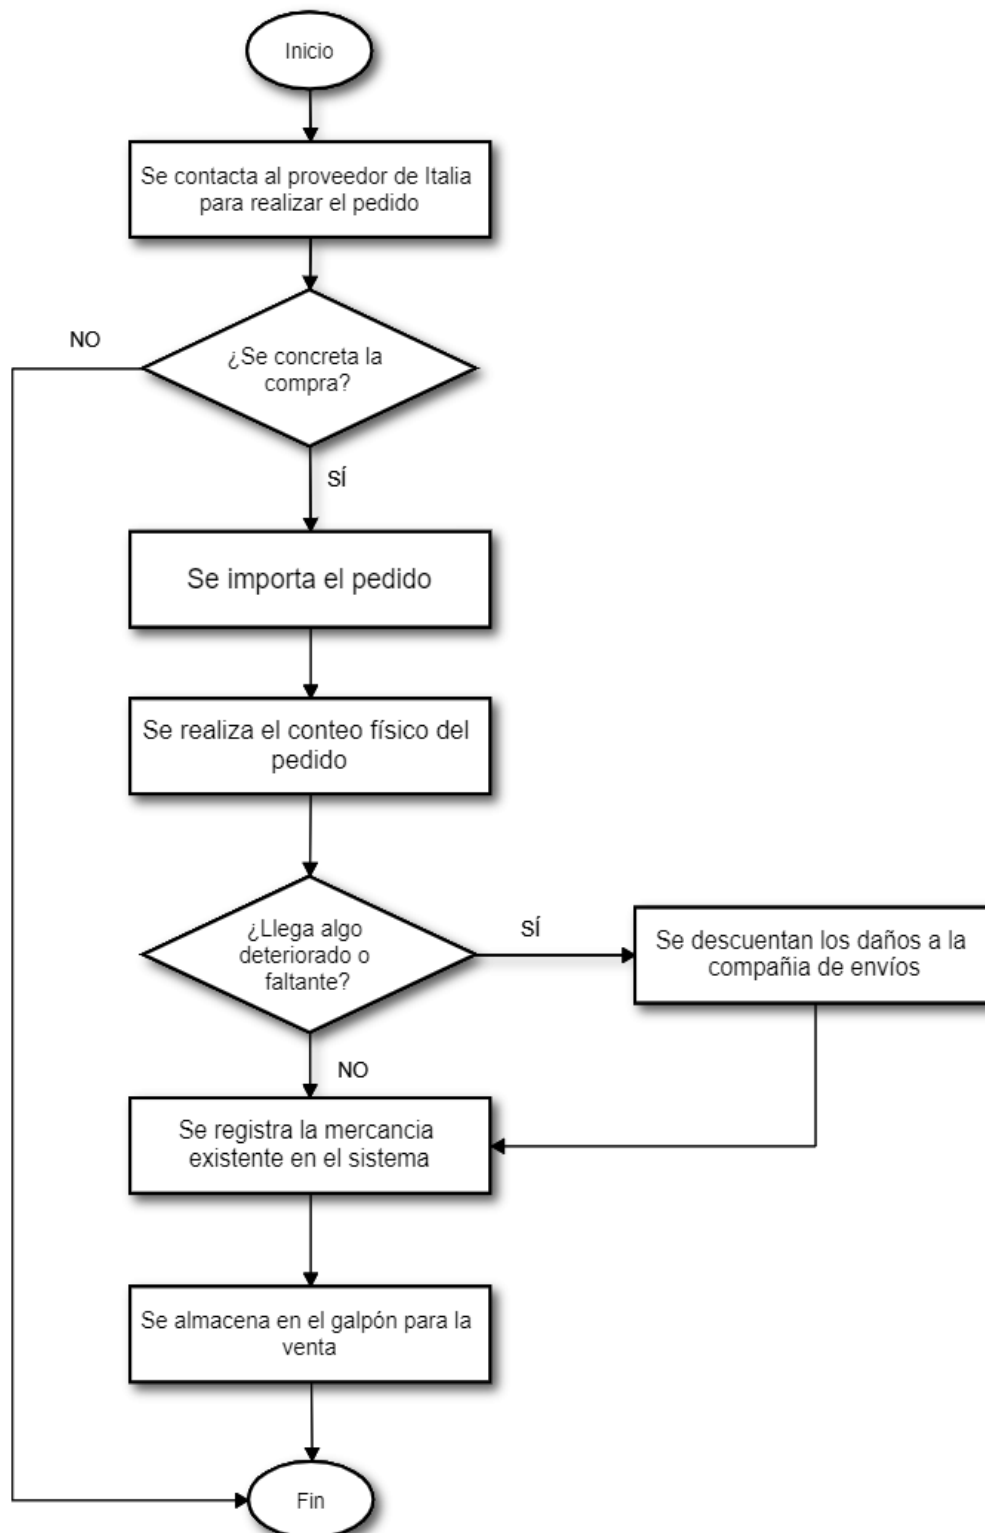 Inicio
Se contacta al proveedor de Italia
para realizar el pedido
NO
¿Se concreta la
compra?
SÍ
Se importa el pedido
Se realiza el conteo físico del
pedido
¿Llega algo
deteriorado o
faltante?
SÍ
Se descuentan los daños a la
compañia de envíos
NO
Se registra la mercancia
existente en el sistema
Se almacena en el galpón para la
venta
Fin